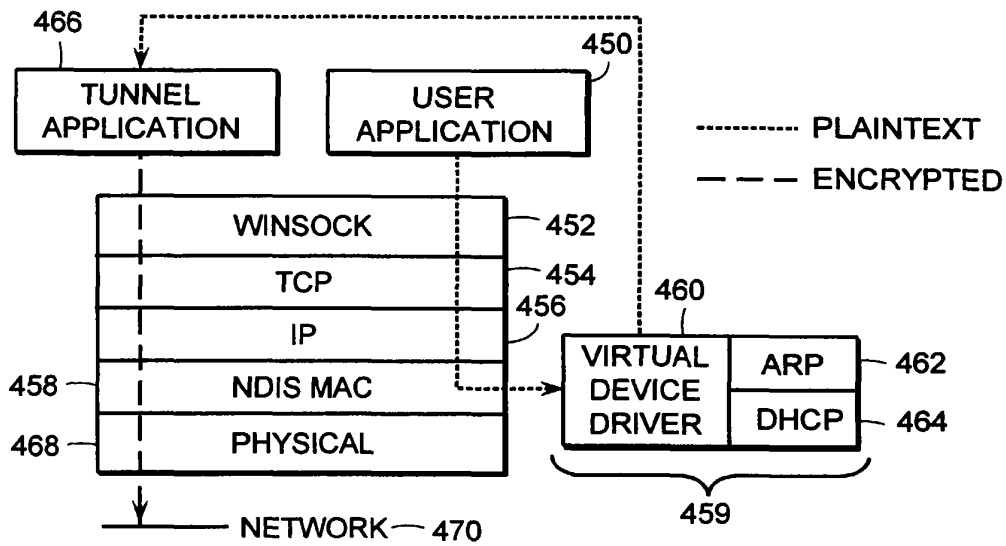 466
450
TUNNEL
APPLICATION
USER
APPLICATION
PLAINTEXT
ENCRYPTED
WINSOCK
452
TCP
454
IP
456
460
458
NDIS MAC
VIRTUAL
DEVICE
DRIVER
ARP
462
DHCP
464
468
PHYSICAL
459
NETWORK
470